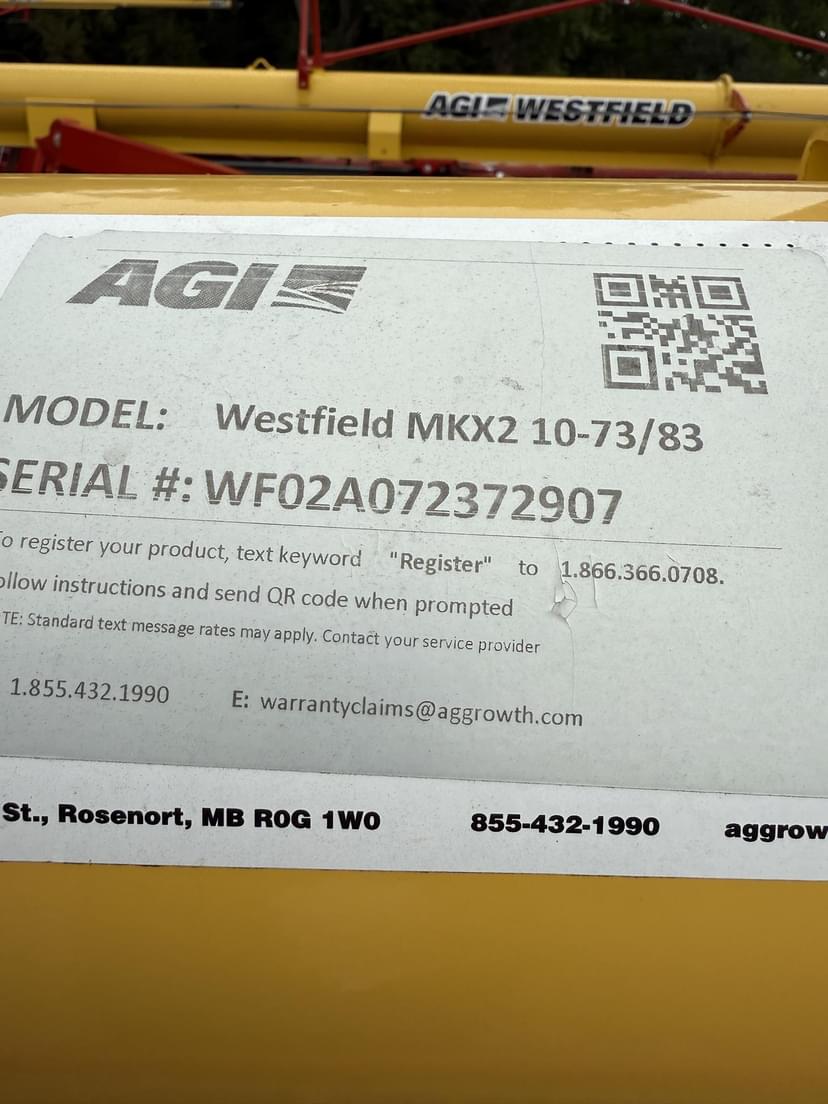 AGI WESTFIELD
AGI
MODEL: Westfield MKX2 10-73/83
SERIAL #: WF02A072372907
o register your product, text keyword "Register" to 1.866.366.0708.
ollow instructions and send QR code when prompted
TE: Standard text message rates may apply. Contact your service provider
1.855.432.1990 E: warrantyclaims@aggrowth.com
St., Rosenort, MB R0G 1W0 855-432-1990 aggrow